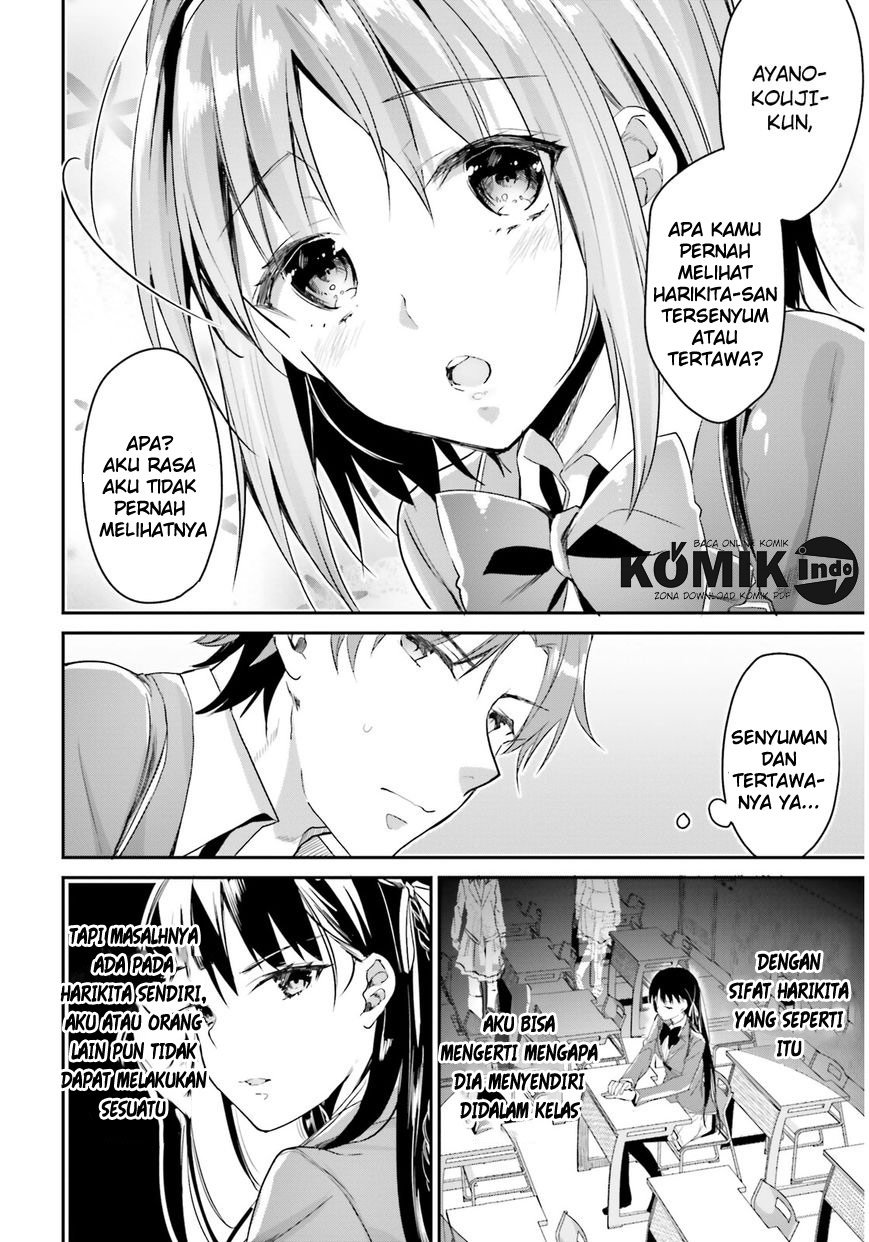 AYANO-
KOUJI-
KUN,
APA KAMU
PERNAH
MELIHAT
HARIKITA-SAN
TERSENYUM
ATAU
TERTAWA?
APA?
AKU RASA
AKU TIDAK
PERNAH
MELIHATNYA
BACA ONLINE KOMIK
KOMIK indo
ZONA DOWNLOAD KOMIK PDF
SENYUMAN
DAN
TERTAWA-
NYA YA...
DENGAN
SIFAT HARIKITA
YANG SEPERTI
ITU
AKU BISA
MENGERTI MENGAPA
DIA MENYENDIRI
DIDALAM KELAS
TAPI MASALHNYA
ADA PADA
HARIKITA SENDIRI,
AKU ATAU ORANG
LAIN PUN TIDAK
DAPAT MELAKUKAN
SESUATU